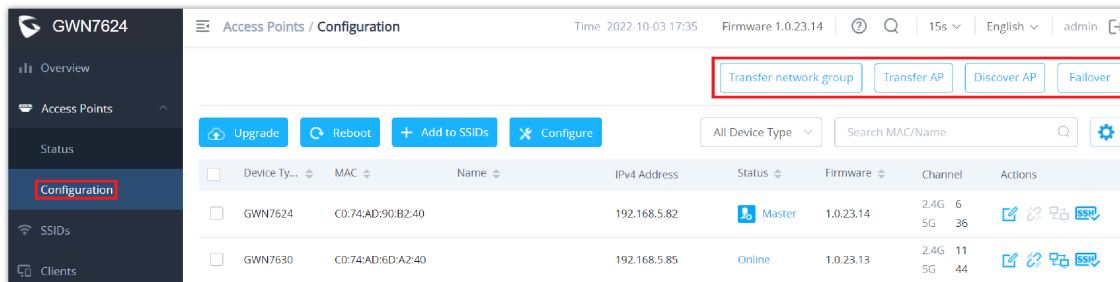 GWN7624
Access Points / Configuration
Time 2022-10-03 17:35
Firmware 1.0.23.14
15s
English
admin
Overview
Access Points
Status
Configuration
SSIDs
Clients
Transfer network group
Transfer AP
Discover AP
Failover
Upgrade
Reboot
Add to SSIDs
Configure
All Device Type
Search MAC/Name
Device Ty... MAC Name IPv4 Address Status Firmware Channel Actions
GWN7624 C0:74:AD:90:B2:40 192.168.5.82 Master 1.0.23.14 2.4G 6 SSH
5G 36
GWN7630 C0:74:AD:6D:A2:40 192.168.5.85 Online 1.0.23.13 2.4G 11 SSH
5G 44